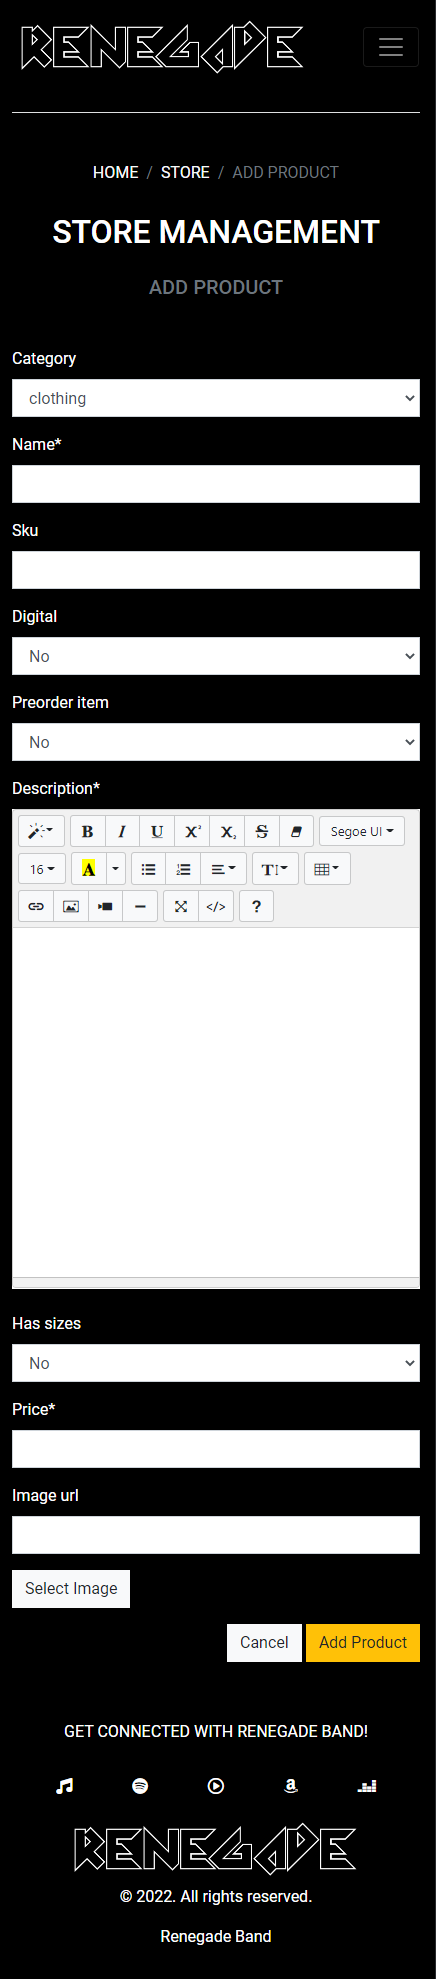 RENEGADE
HOME / STORE / ADD PRODUCT
STORE MANAGEMENT
ADD PRODUCT
Category
clothing
Name*
Sku
Digital
No
Preorder item
No
Description*
B I U X² X₂ S Segoe UI
16 A T
</> ?
Has sizes
No
Price*
Image url
Select Image
Cancel Add Product
GET CONNECTED WITH RENEGADE BAND!
RENEGADE
© 2022. All rights reserved.
Renegade Band